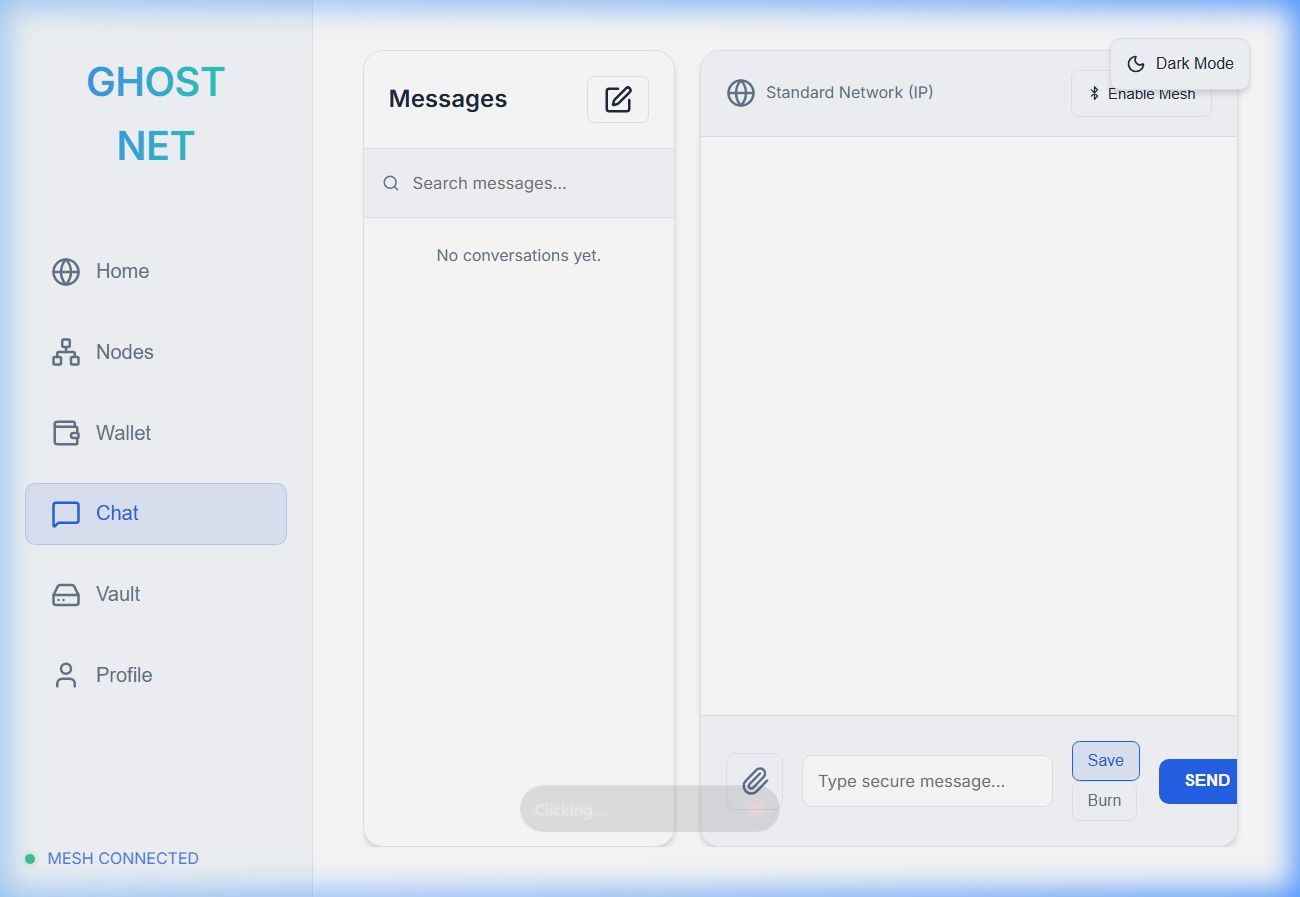 GHOST
NET
Home
Nodes
Wallet
Chat
Vault
Profile
MESH CONNECTED
Messages
Search messages...
No conversations yet.
Standard Network (IP)
Dark Mode
Enable Mesh
Type secure message...
Save
Burn
SEND
Clicking...